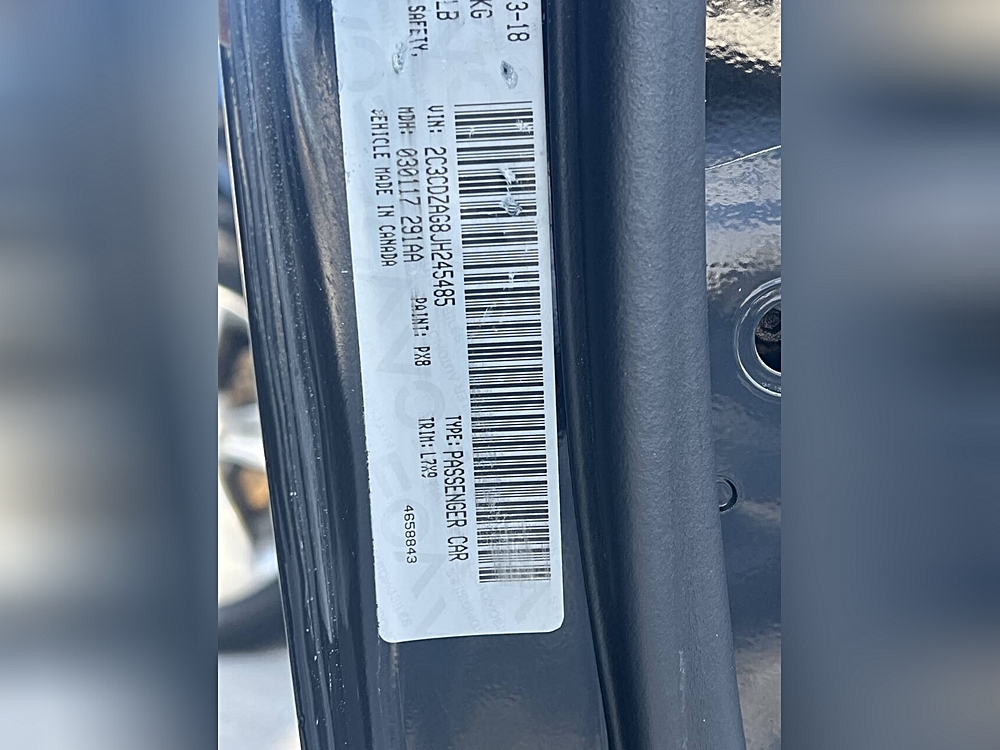 3-18
KG
LB
SAFETY,
VIN: 2C3CDZAG8JH245485 TYPE: PASSENGER CAR
MDH: 030117 291AA PAINT: PX8 TRIM: L7X9
VEHICLE MADE IN CANADA 4658843